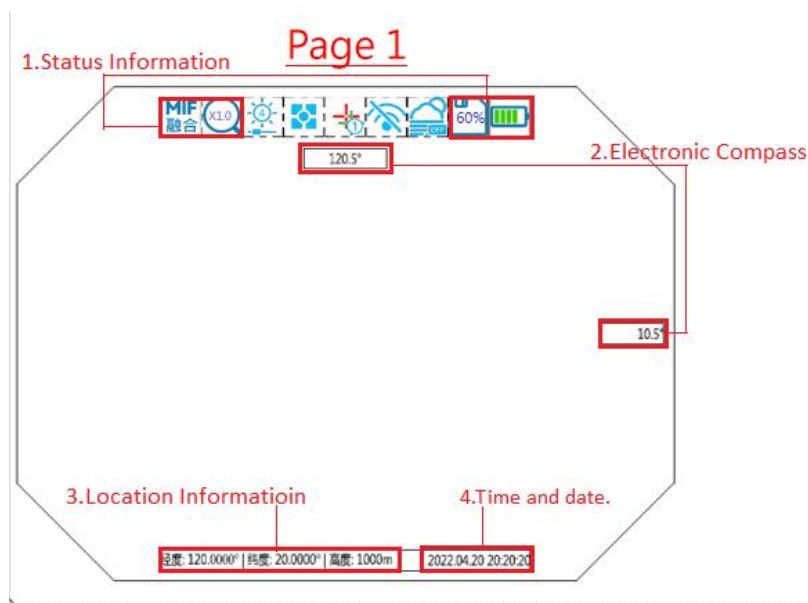 Page 1
1.Status Information
MIF
融合
X1.0
4
1
60%
120.5°
2.Electronic Compass
10.5°
3.Location Informatioin
4.Time and date.
经度: 120.0000° | 纬度: 20.0000° | 高度: 1000m
2022.04.20 20:20:20